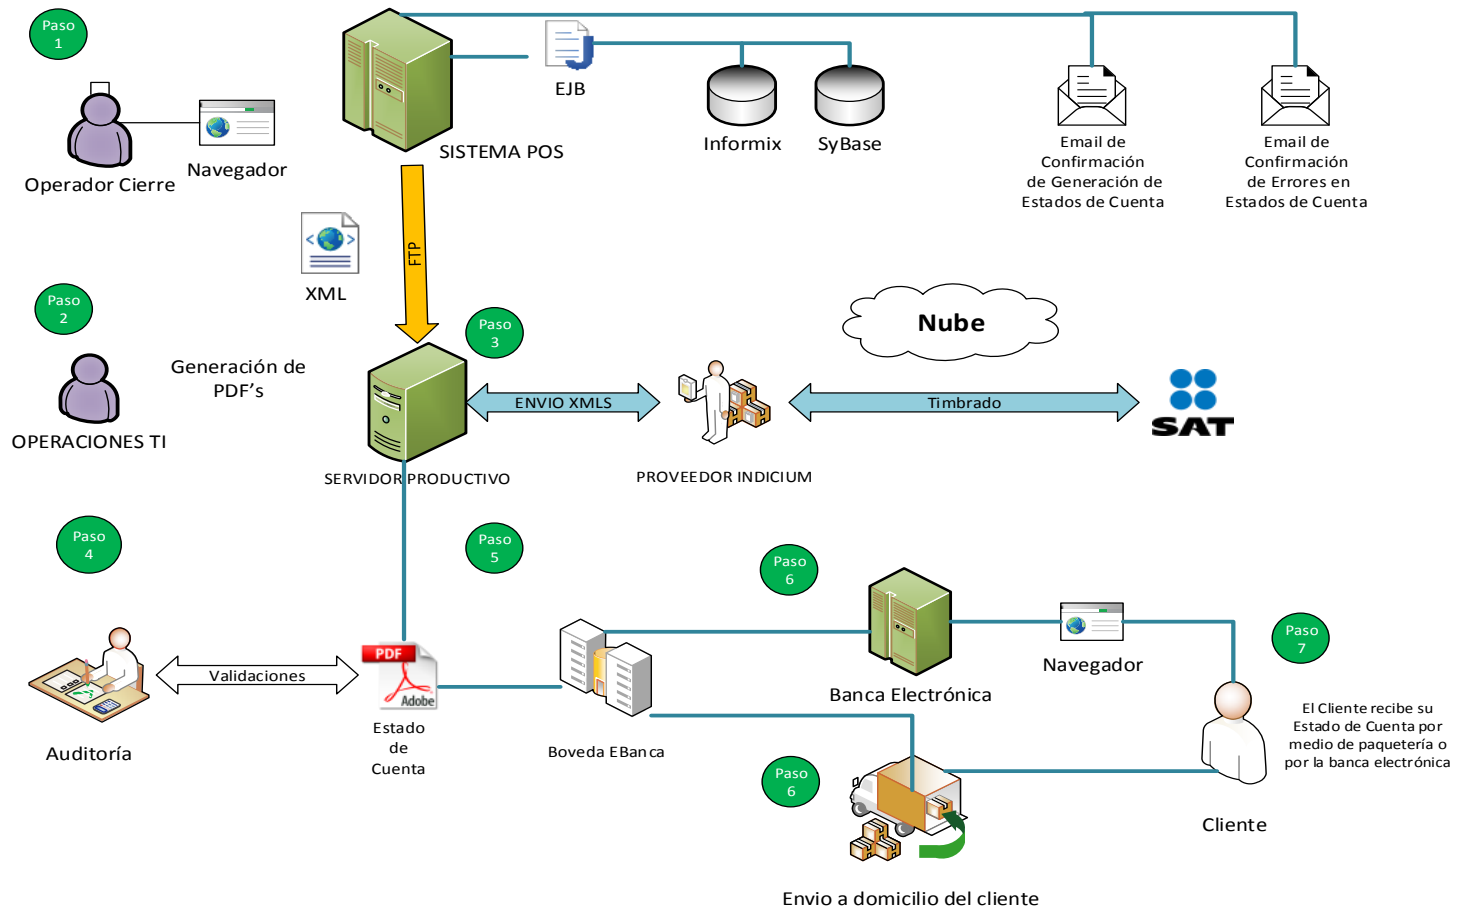 Paso
1
Operador Cierre
Navegador
SISTEMA POS
EJB
Informix
SyBase
Email de
Confirmación
de Generación de
Estados de Cuenta
Email de
Confirmación
de Errores en
Estados de Cuenta
XML
FTP
Paso
2
OPERACIONES TI
Generación de
PDF's
Paso
3
SERVIDOR PRODUCTIVO
ENVIO XMLS
PROVEEDOR INDICIUM
Nube
Timbrado
SAT
Paso
4
Auditoría
Validaciones
PDF
Adobe
Estado
de
Cuenta
Paso
5
Boveda EBanca
Paso
6
Banca Electrónica
Navegador
Paso
7
El Cliente recibe su
Estado de Cuenta por
medio de paquetería o
por la banca electrónica
Cliente
Paso
6
Envio a domicilio del cliente